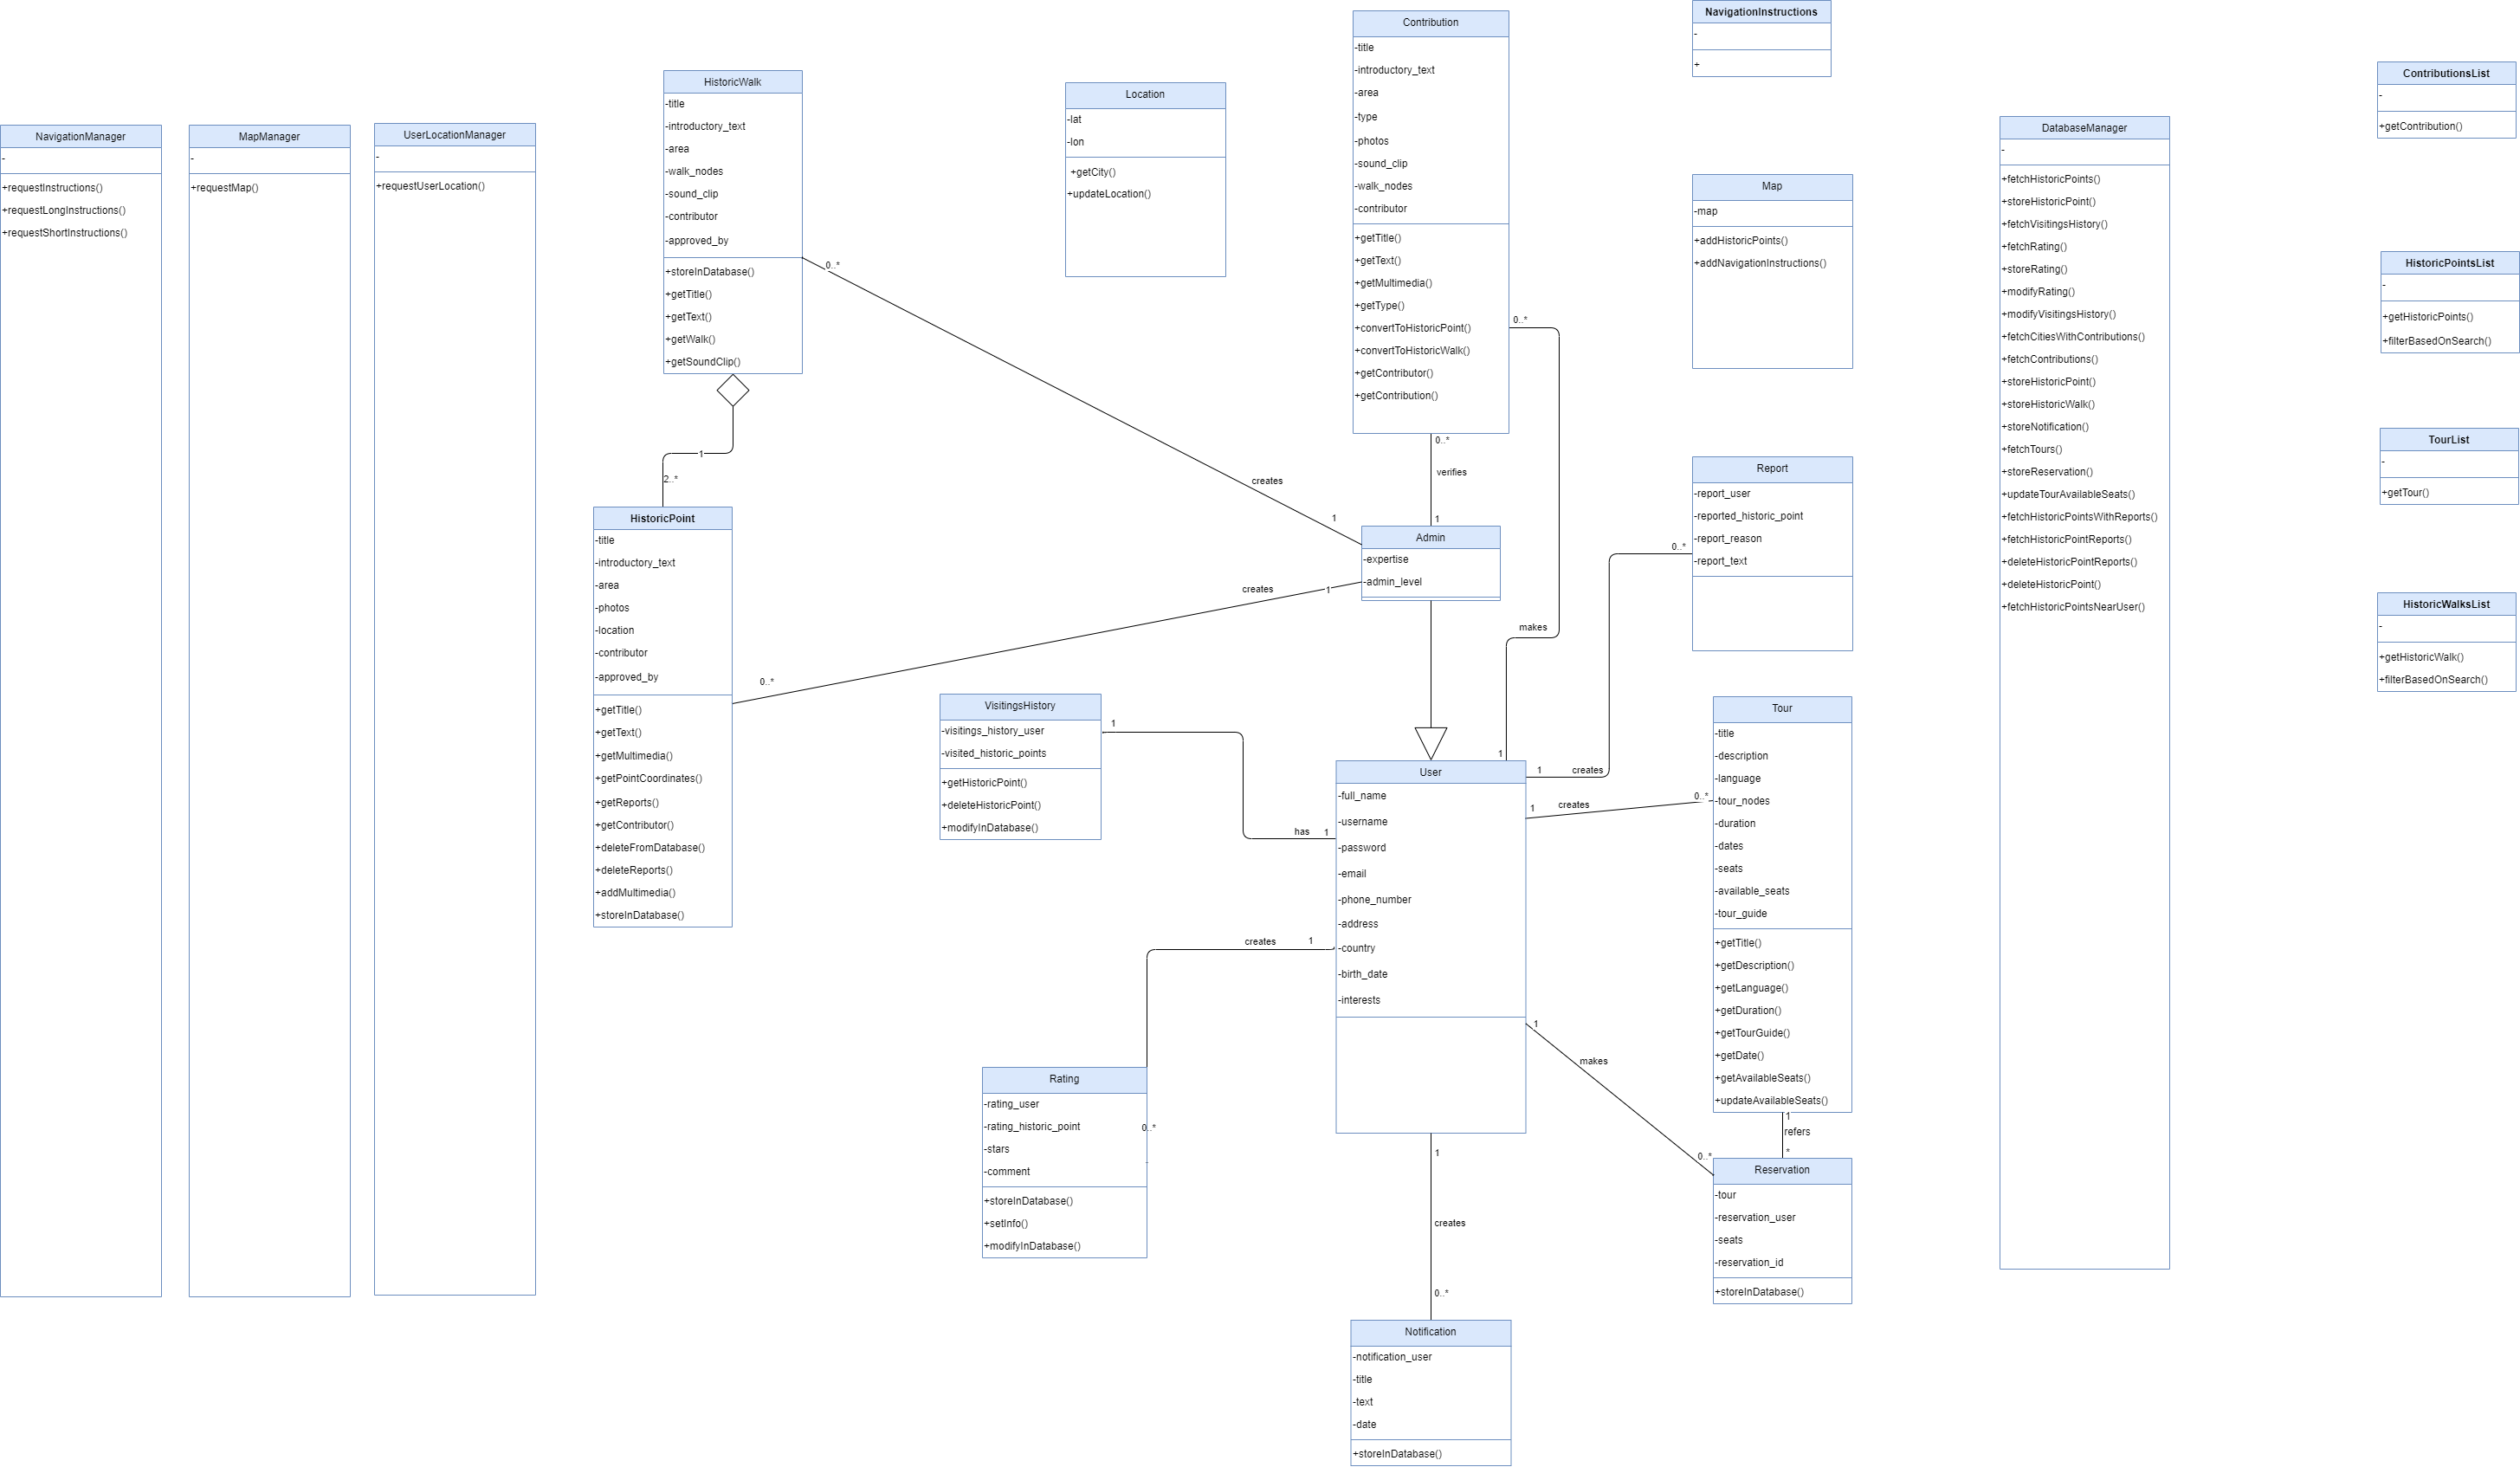 NavigationManager
-
+requestInstructions()
+requestLongInstructions()
+requestShortInstructions()
MapManager
-
+requestMap()
UserLocationManager
-
+requestUserLocation()
HistoricWalk
-title
-introductory_text
-area
-walk_nodes
-sound_clip
-contributor
-approved_by
+storeInDatabase()
+getTitle()
+getText()
+getWalk()
+getSoundClip()
0..*
1
2..*
HistoricPoint
-title
-introductory_text
-area
-photos
-location
-contributor
-approved_by
+getTitle()
+getText()
+getMultimedia()
+getPointCoordinates()
+getReports()
+getContributor()
+deleteFromDatabase()
+deleteReports()
+addMultimedia()
+storeInDatabase()
0..*
Location
-lat
-lon
+getCity()
+updateLocation()
Contribution
-title
-introductory_text
-area
-type
-photos
-sound_clip
-walk_nodes
-contributor
+getTitle()
+getText()
+getMultimedia()
+getType()
+convertToHistoricPoint()
+convertToHistoricWalk()
+getContributor()
+getContribution()
0..*
0..*
verifies
1
creates
1
creates
1
Admin
-expertise
-admin_level
makes
1
VisitingsHistory
-visitings_history_user
-visited_historic_points
+getHistoricPoint()
+deleteHistoricPoint()
+modifyInDatabase()
1
has
1
User
-full_name
-username
-password
-email
-phone_number
-address
-country
-birth_date
-interests
creates
1
Rating
-rating_user
-rating_historic_point
-stars
-comment
+storeInDatabase()
+setInfo()
+modifyInDatabase()
0..*
1
creates
0..*
Notification
-notification_user
-title
-text
-date
+storeInDatabase()
NavigationInstructions
-
+
Map
-map
+addHistoricPoints()
+addNavigationInstructions()
Report
-report_user
-reported_historic_point
-report_reason
-report_text
0..*
1
creates
1
creates
0..*
Tour
-title
-description
-language
-tour_nodes
-duration
-dates
-seats
-available_seats
-tour_guide
+getTitle()
+getDescription()
+getLanguage()
+getDuration()
+getTourGuide()
+getDate()
+getAvailableSeats()
+updateAvailableSeats()
1
refers
*
1
makes
0..*
Reservation
-tour
-reservation_user
-seats
-reservation_id
+storeInDatabase()
DatabaseManager
-
+fetchHistoricPoints()
+storeHistoricPoint()
+fetchVisitingsHistory()
+fetchRating()
+storeRating()
+modifyRating()
+modifyVisitingsHistory()
+fetchCitiesWithContributions()
+fetchContributions()
+storeHistoricPoint()
+storeHistoricWalk()
+storeNotification()
+fetchTours()
+storeReservation()
+updateTourAvailableSeats()
+fetchHistoricPointsWithReports()
+fetchHistoricPointReports()
+deleteHistoricPointReports()
+deleteHistoricPoint()
+fetchHistoricPointsNearUser()
ContributionsList
-
+getContribution()
HistoricPointsList
-
+getHistoricPoints()
+filterBasedOnSearch()
TourList
-
+getTour()
HistoricWalksList
-
+getHistoricWalk()
+filterBasedOnSearch()